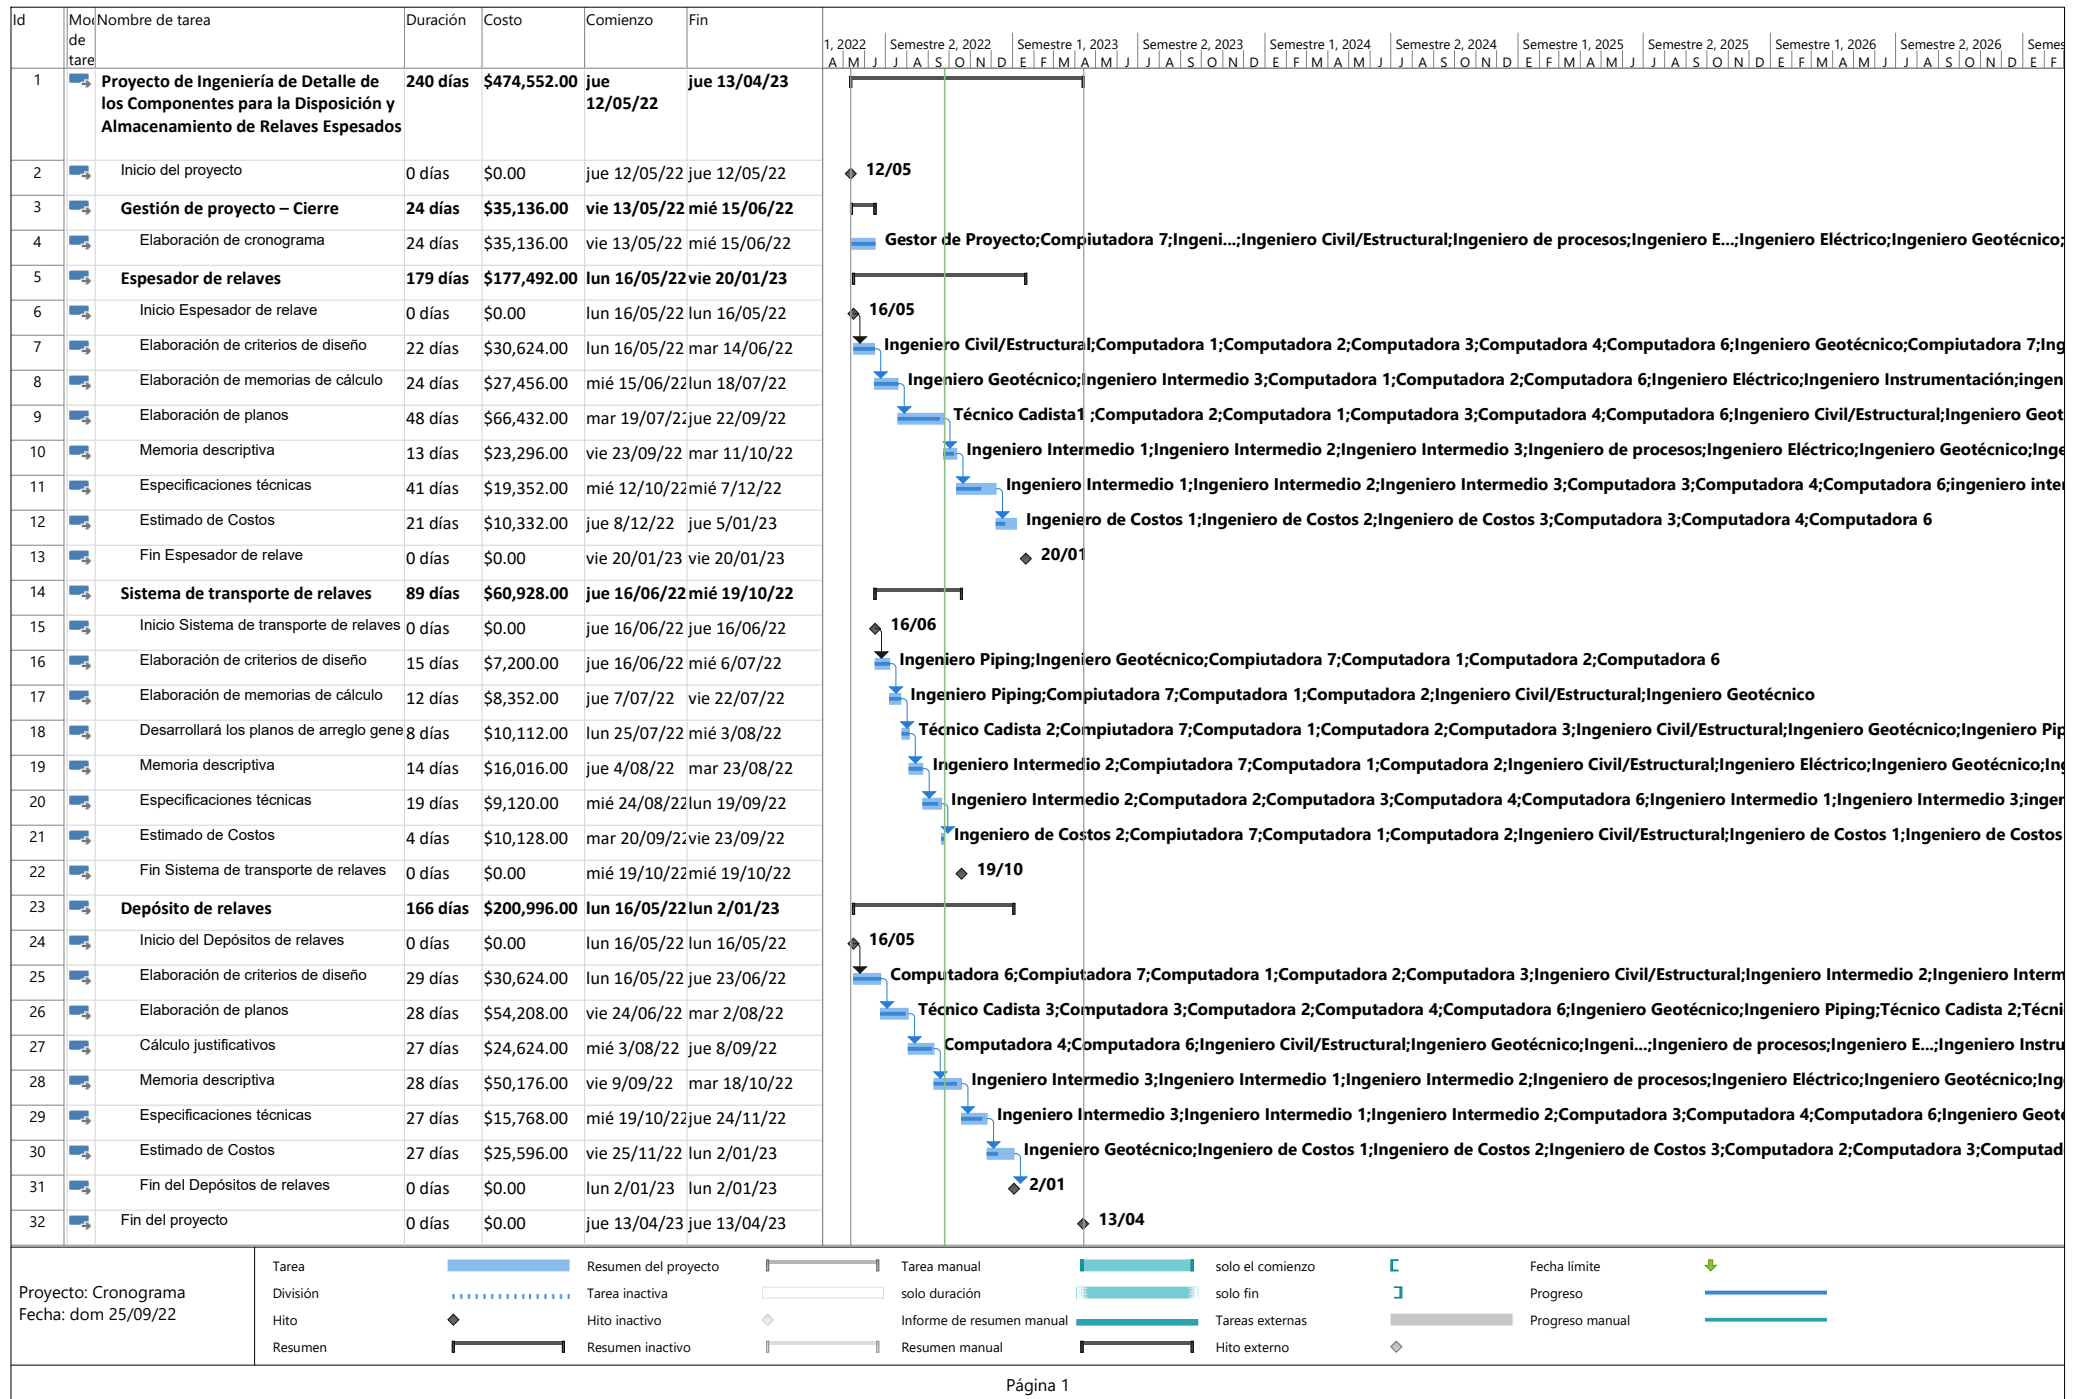 Id Mod de tare Nombre de tarea Duración Costo Comienzo Fin
1, 2022 Semestre 2, 2022 Semestre 1, 2023 Semestre 2, 2023 Semestre 1, 2024 Semestre 2, 2024 Semestre 1, 2025 Semestre 2, 2025 Semestre 1, 2026 Semestre 2, 2026 Semes
A M J J A S O N D E F M A M J J A S O N D E F M A M J J A S O N D E F M A M J J A S O N D E F M A M J J A S O N D E F
1 Proyecto de Ingeniería de Detalle de 240 días $474,552.00 jue jue 13/04/23
los Componentes para la Disposición y 12/05/22
Almacenamiento de Relaves Espesados
2 Inicio del proyecto 0 días $0.00 jue 12/05/22 jue 12/05/22 12/05
3 Gestión de proyecto – Cierre 24 días $35,136.00 vie 13/05/22 mié 15/06/22
4 Elaboración de cronograma 24 días $35,136.00 vie 13/05/22 mié 15/06/22 Gestor de Proyecto;Compiutadora 7;Ingeni...;Ingeniero Civil/Estructural;Ingeniero de procesos;Ingeniero E...;Ingeniero Eléctrico;Ingeniero Geotécnico;
5 Espesador de relaves 179 días $177,492.00 lun 16/05/22 vie 20/01/23
6 Inicio Espesador de relave 0 días $0.00 lun 16/05/22 lun 16/05/22 16/05
7 Elaboración de criterios de diseño 22 días $30,624.00 lun 16/05/22 mar 14/06/22 Ingeniero Civil/Estructural;Computadora 1;Computadora 2;Computadora 3;Computadora 4;Computadora 6;Ingeniero Geotécnico;Compiutadora 7;Ing
8 Elaboración de memorias de cálculo 24 días $27,456.00 mié 15/06/22 lun 18/07/22 Ingeniero Geotécnico;Ingeniero Intermedio 3;Computadora 1;Computadora 2;Computadora 6;Ingeniero Eléctrico;Ingeniero Instrumentación;ingen
9 Elaboración de planos 48 días $66,432.00 mar 19/07/22 jue 22/09/22 Técnico Cadista1 ;Computadora 2;Computadora 1;Computadora 3;Computadora 4;Computadora 6;Ingeniero Civil/Estructural;Ingeniero Geot
10 Memoria descriptiva 13 días $23,296.00 vie 23/09/22 mar 11/10/22 Ingeniero Intermedio 1;Ingeniero Intermedio 2;Ingeniero Intermedio 3;Ingeniero de procesos;Ingeniero Eléctrico;Ingeniero Geotécnico;Inge
11 Especificaciones técnicas 41 días $19,352.00 mié 12/10/22 mié 7/12/22 Ingeniero Intermedio 1;Ingeniero Intermedio 2;Ingeniero Intermedio 3;Computadora 3;Computadora 4;Computadora 6;ingeniero inter
12 Estimado de Costos 21 días $10,332.00 jue 8/12/22 jue 5/01/23 Ingeniero de Costos 1;Ingeniero de Costos 2;Ingeniero de Costos 3;Computadora 3;Computadora 4;Computadora 6
13 Fin Espesador de relave 0 días $0.00 vie 20/01/23 vie 20/01/23 20/01
14 Sistema de transporte de relaves 89 días $60,928.00 jue 16/06/22 mié 19/10/22
15 Inicio Sistema de transporte de relaves 0 días $0.00 jue 16/06/22 jue 16/06/22 16/06
16 Elaboración de criterios de diseño 15 días $7,200.00 jue 16/06/22 mié 6/07/22 Ingeniero Piping;Ingeniero Geotécnico;Compiutadora 7;Computadora 1;Computadora 2;Computadora 6
17 Elaboración de memorias de cálculo 12 días $8,352.00 jue 7/07/22 vie 22/07/22 Ingeniero Piping;Compiutadora 7;Computadora 1;Computadora 2;Ingeniero Civil/Estructural;Ingeniero Geotécnico
18 Desarrollará los planos de arreglo gene 8 días $10,112.00 lun 25/07/22 mié 3/08/22 Técnico Cadista 2;Compiutadora 7;Computadora 1;Computadora 2;Computadora 3;Ingeniero Civil/Estructural;Ingeniero Geotécnico;Ingeniero Pip
19 Memoria descriptiva 14 días $16,016.00 jue 4/08/22 mar 23/08/22 Ingeniero Intermedio 2;Compiutadora 7;Computadora 1;Computadora 2;Ingeniero Civil/Estructural;Ingeniero Eléctrico;Ingeniero Geotécnico;Ing
20 Especificaciones técnicas 19 días $9,120.00 mié 24/08/22 lun 19/09/22 Ingeniero Intermedio 2;Computadora 2;Computadora 3;Computadora 4;Computadora 6;Ingeniero Intermedio 1;Ingeniero Intermedio 3;inger
21 Estimado de Costos 4 días $10,128.00 mar 20/09/22 vie 23/09/22 Ingeniero de Costos 2;Compiutadora 7;Computadora 1;Computadora 2;Ingeniero Civil/Estructural;Ingeniero de Costos 1;Ingeniero de Costos
22 Fin Sistema de transporte de relaves 0 días $0.00 mié 19/10/22 mié 19/10/22 19/10
23 Depósito de relaves 166 días $200,996.00 lun 16/05/22 lun 2/01/23
24 Inicio del Depósitos de relaves 0 días $0.00 lun 16/05/22 lun 16/05/22 16/05
25 Elaboración de criterios de diseño 29 días $30,624.00 lun 16/05/22 jue 23/06/22 Computadora 6;Compiutadora 7;Computadora 1;Computadora 2;Computadora 3;Ingeniero Civil/Estructural;Ingeniero Intermedio 2;Ingeniero Interm
26 Elaboración de planos 28 días $54,208.00 vie 24/06/22 mar 2/08/22 Técnico Cadista 3;Computadora 3;Computadora 2;Computadora 4;Computadora 6;Ingeniero Geotécnico;Ingeniero Piping;Técnico Cadista 2;Técni
27 Cálculo justificativos 27 días $24,624.00 mié 3/08/22 jue 8/09/22 Computadora 4;Computadora 6;Ingeniero Civil/Estructural;Ingeniero Geotécnico;Ingeni...;Ingeniero de procesos;Ingeniero E...;Ingeniero Instru
28 Memoria descriptiva 28 días $50,176.00 vie 9/09/22 mar 18/10/22 Ingeniero Intermedio 3;Ingeniero Intermedio 1;Ingeniero Intermedio 2;Ingeniero de procesos;Ingeniero Eléctrico;Ingeniero Geotécnico;Ing
29 Especificaciones técnicas 27 días $15,768.00 mié 19/10/22 jue 24/11/22 Ingeniero Intermedio 3;Ingeniero Intermedio 1;Ingeniero Intermedio 2;Computadora 3;Computadora 4;Computadora 6;Ingeniero Geote
30 Estimado de Costos 27 días $25,596.00 vie 25/11/22 lun 2/01/23 Ingeniero Geotécnico;Ingeniero de Costos 1;Ingeniero de Costos 2;Ingeniero de Costos 3;Computadora 2;Computadora 3;Computad
31 Fin del Depósitos de relaves 0 días $0.00 lun 2/01/23 lun 2/01/23 2/01
32 Fin del proyecto 0 días $0.00 jue 13/04/23 jue 13/04/23 13/04
Proyecto: Cronograma
Fecha: dom 25/09/22
Tarea Resumen del proyecto Tarea manual solo el comienzo Fecha límite
División Tarea inactiva solo duración solo fin Progreso
Hito Hito inactivo Informe de resumen manual Tareas externas Progreso manual
Resumen Resumen inactivo Resumen manual Hito externo
Página 1